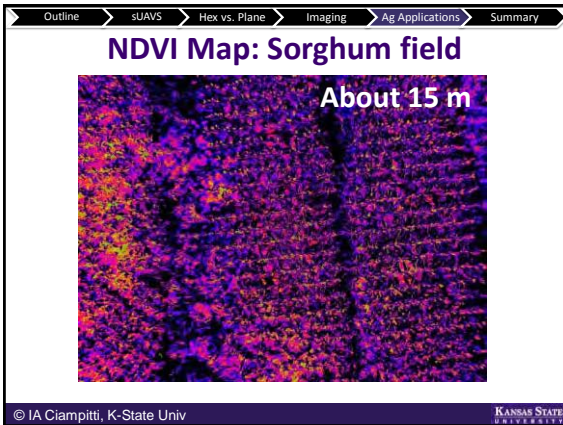 Outline sUAVS Hex vs. Plane Imaging Ag Applications Summary
NDVI Map: Sorghum field
About 15 m
© IA Ciampitti, K-State Univ KANSAS STATE
UNIVERSITY